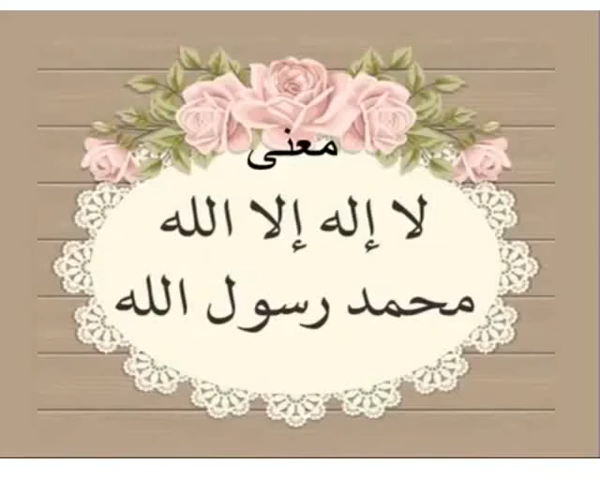 معنى
لا إله إلا الله
محمد رسول الله